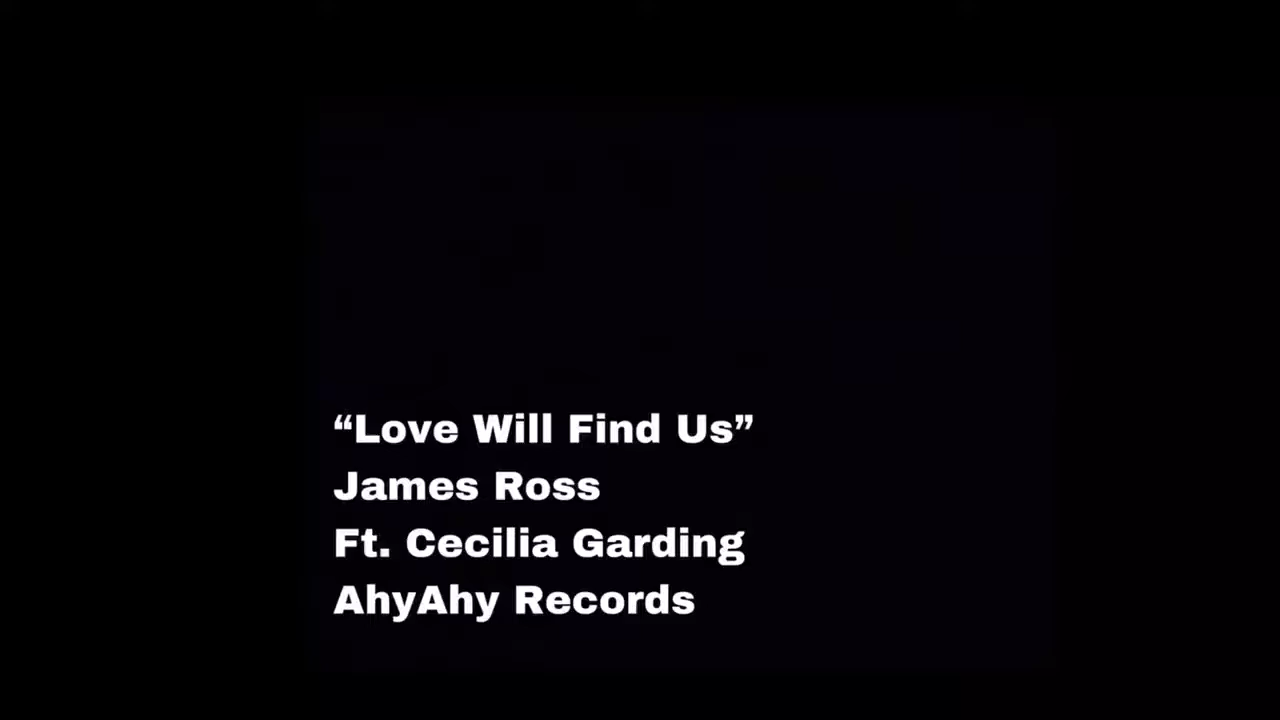 “Love Will Find Us”
James Ross
Ft. Cecilia Garding
AhyAhy Records